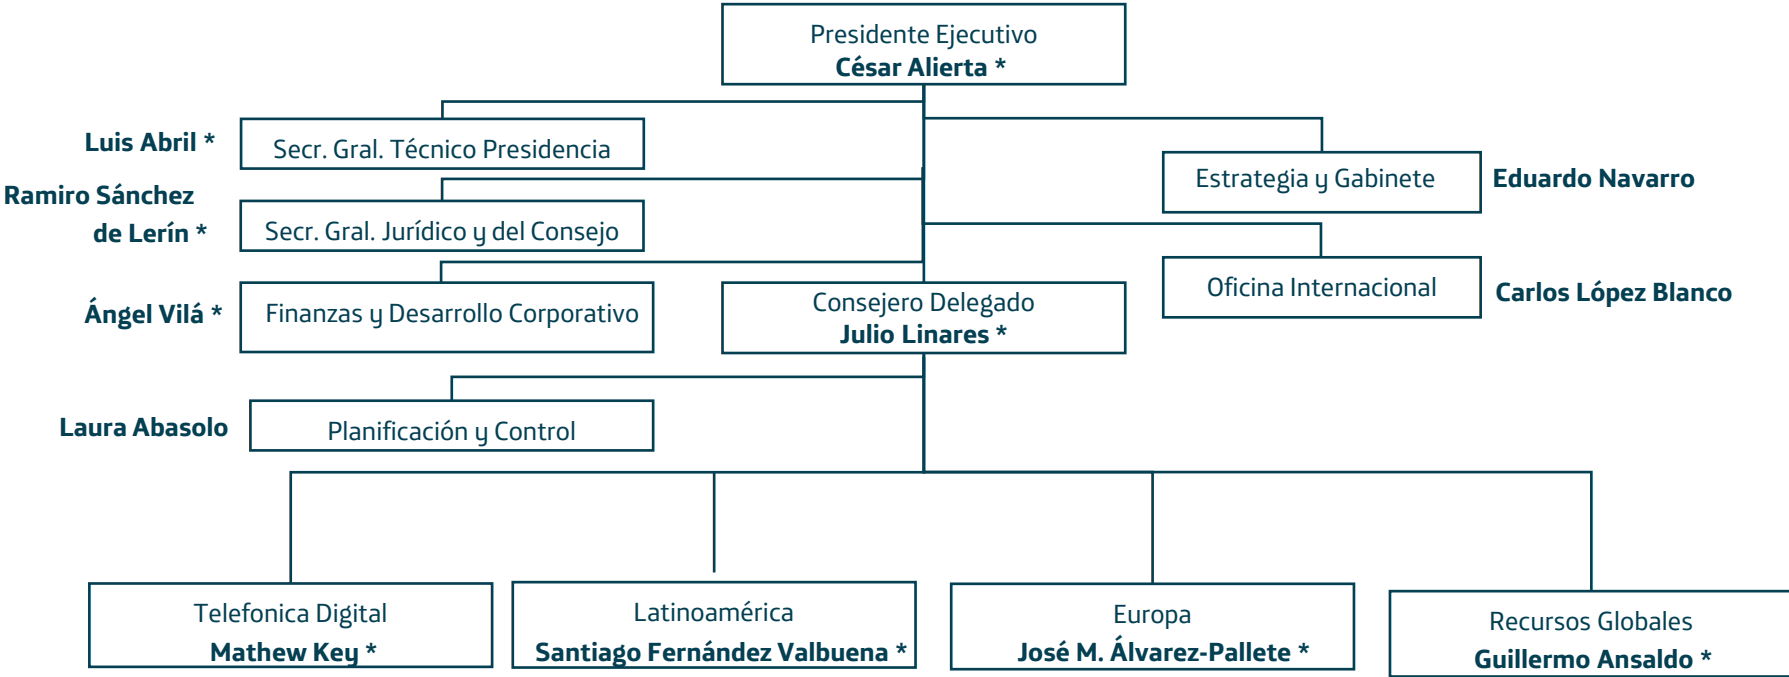 Presidente Ejecutivo
César Alierta *
Luis Abril *
Secr. Gral. Técnico Presidencia
Estrategia y Gabinete
Eduardo Navarro
Ramiro Sánchez
de Lerín *
Secr. Gral. Jurídico y del Consejo
Oficina Internacional
Carlos López Blanco
Ángel Vilá *
Finanzas y Desarrollo Corporativo
Consejero Delegado
Julio Linares *
Laura Abasolo
Planificación y Control
Telefonica Digital
Mathew Key *
Latinoamérica
Santiago Fernández Valbuena *
Europa
José M. Álvarez-Pallete *
Recursos Globales
Guillermo Ansaldo *